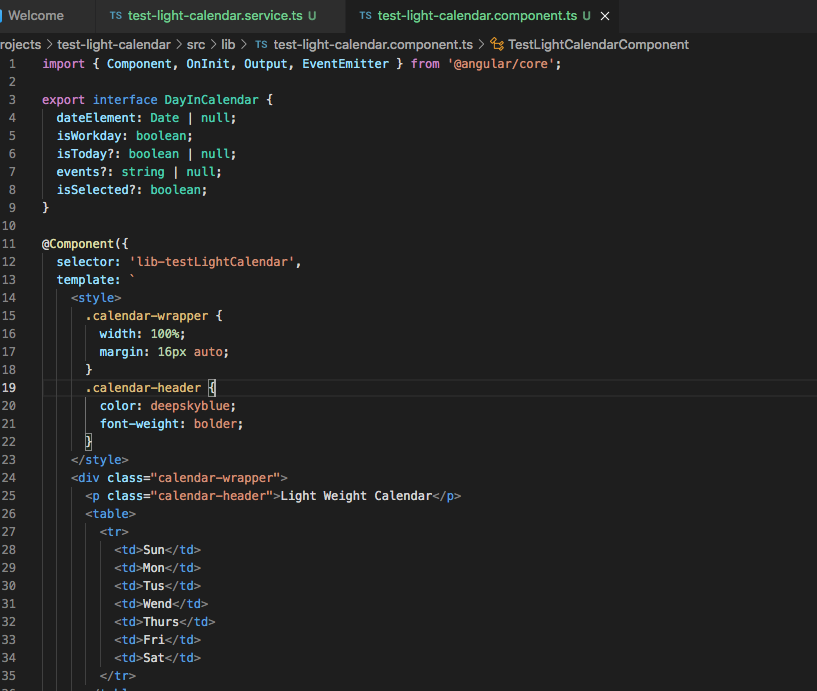 Welcome TS test-light-calendar.service.ts U TS test-light-calendar.component.ts U ×
rojects > test-light-calendar > src > lib > TS test-light-calendar.component.ts > TestLightCalendarComponent
1 import { Component, OnInit, Output, EventEmitter } from '@angular/core';
2
3 export interface DayInCalendar {
4 dateElement: Date | null;
5 isWorkday: boolean;
6 isToday?: boolean | null;
7 events?: string | null;
8 isSelected?: boolean;
9 }
10
11 @Component({
12 selector: 'lib-testLightCalendar',
13 template: `
14 <style>
15 .calendar-wrapper {
16 width: 100%;
17 margin: 16px auto;
18 }
19 .calendar-header {
20 color: deepskyblue;
21 font-weight: bolder;
22 }
23 </style>
24 <div class="calendar-wrapper">
25 <p class="calendar-header">Light Weight Calendar</p>
26 <table>
27 <tr>
28 <td>Sun</td>
29 <td>Mon</td>
30 <td>Tus</td>
31 <td>Wend</td>
32 <td>Thurs</td>
33 <td>Fri</td>
34 <td>Sat</td>
35 </tr>